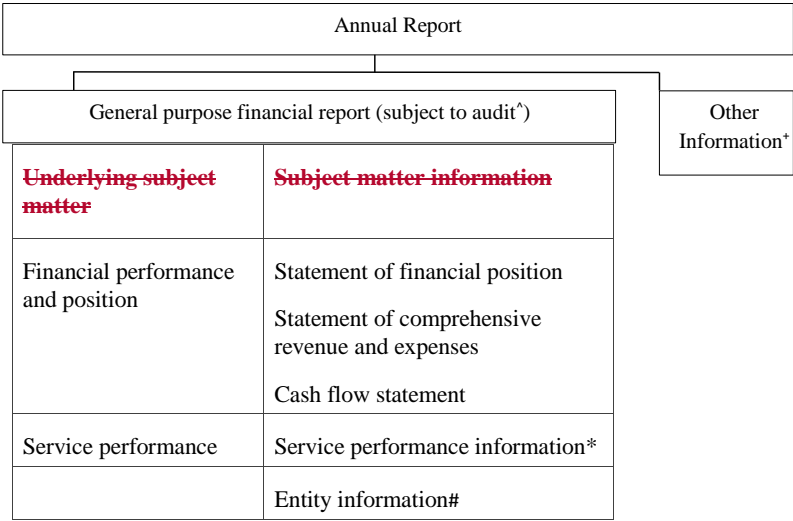 Annual Report
General purpose financial report (subject to audit^)
Other
Information+
Underlying subject
matter
Subject matter information
Financial performance
and position
Statement of financial position
Statement of comprehensive
revenue and expenses
Cash flow statement
Service performance
Service performance information*
Entity information#